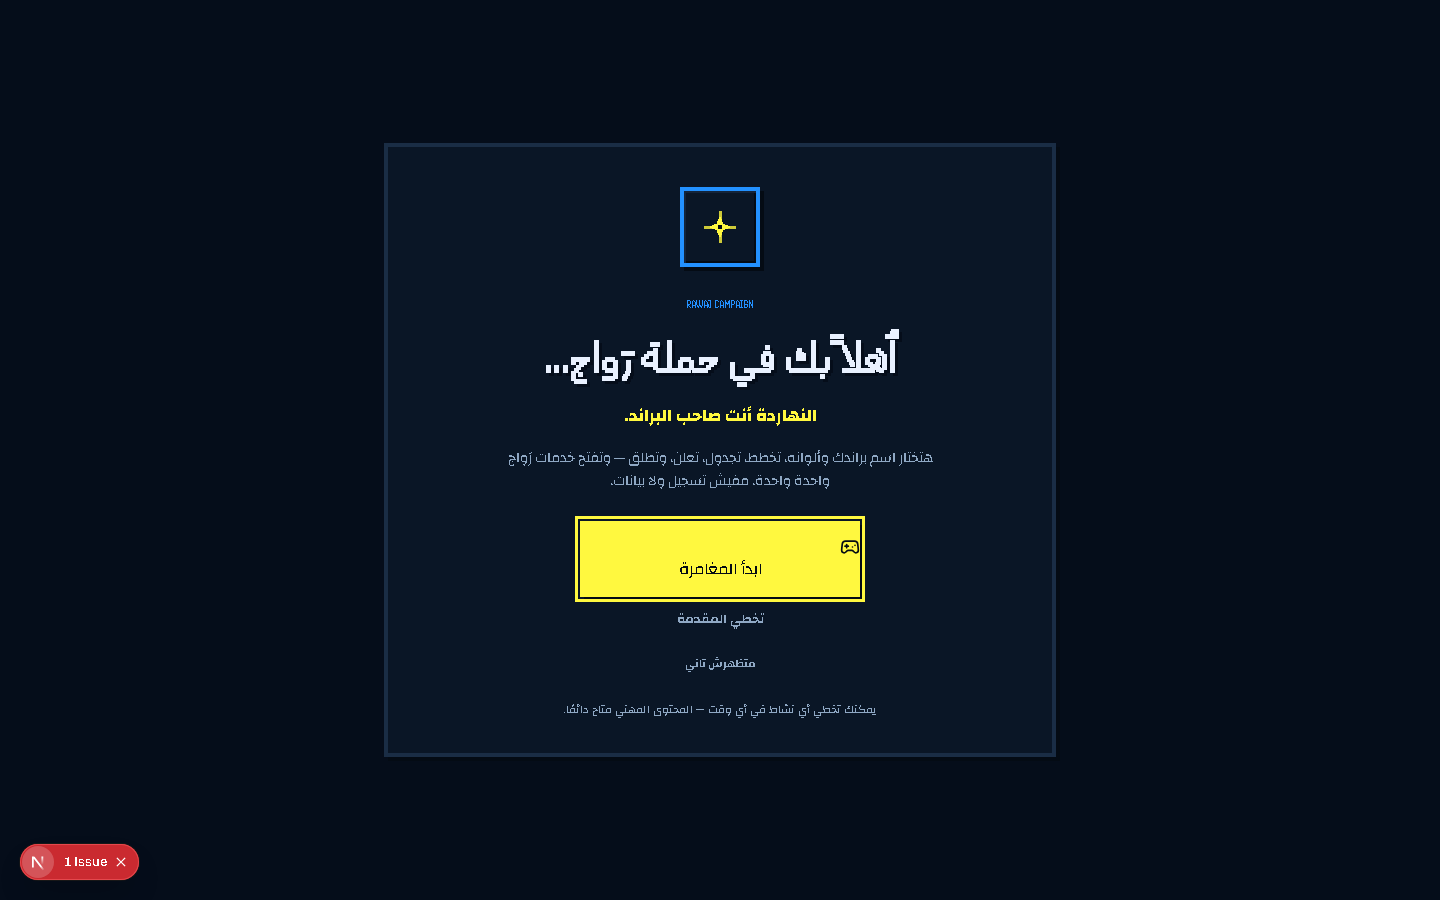 RAWAJ CAMPAIGN
أهلاً بك في حملة رَواج...
النهاردة أنت صاحب البراند.
هتختار اسم براندك وألوانه، تخطط، تجدول، تعلن، وتطلق — وتفتح خدمات رَواج
واحدة واحدة، مفيش تسجيل ولا بيانات.
ابدأ المغامرة
تخطي المقدمة
متظهرش تاني
يمكنك تخطي أي نشاط في أي وقت — المحتوى المهني متاح دائمًا.
N 1 Issue